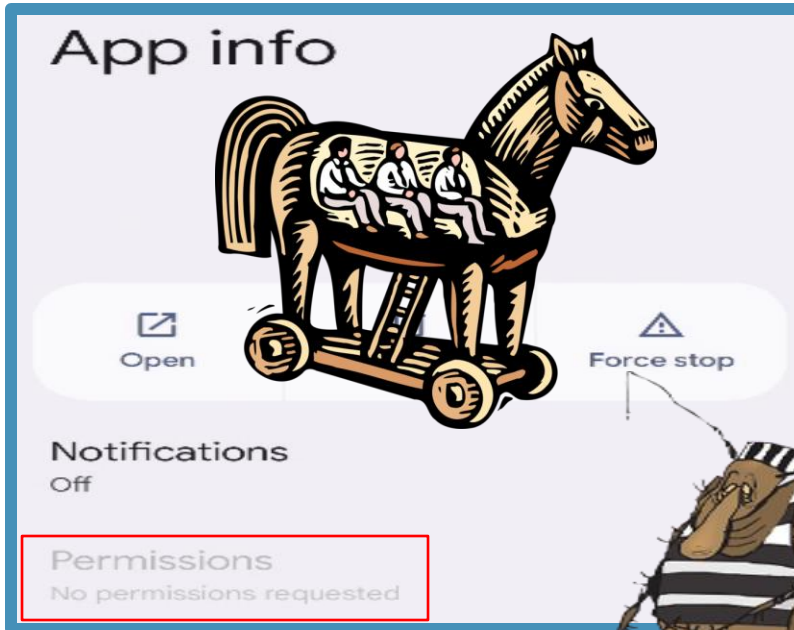 App info
Open
Force stop
Notifications
Off
Permissions
No permissions requested